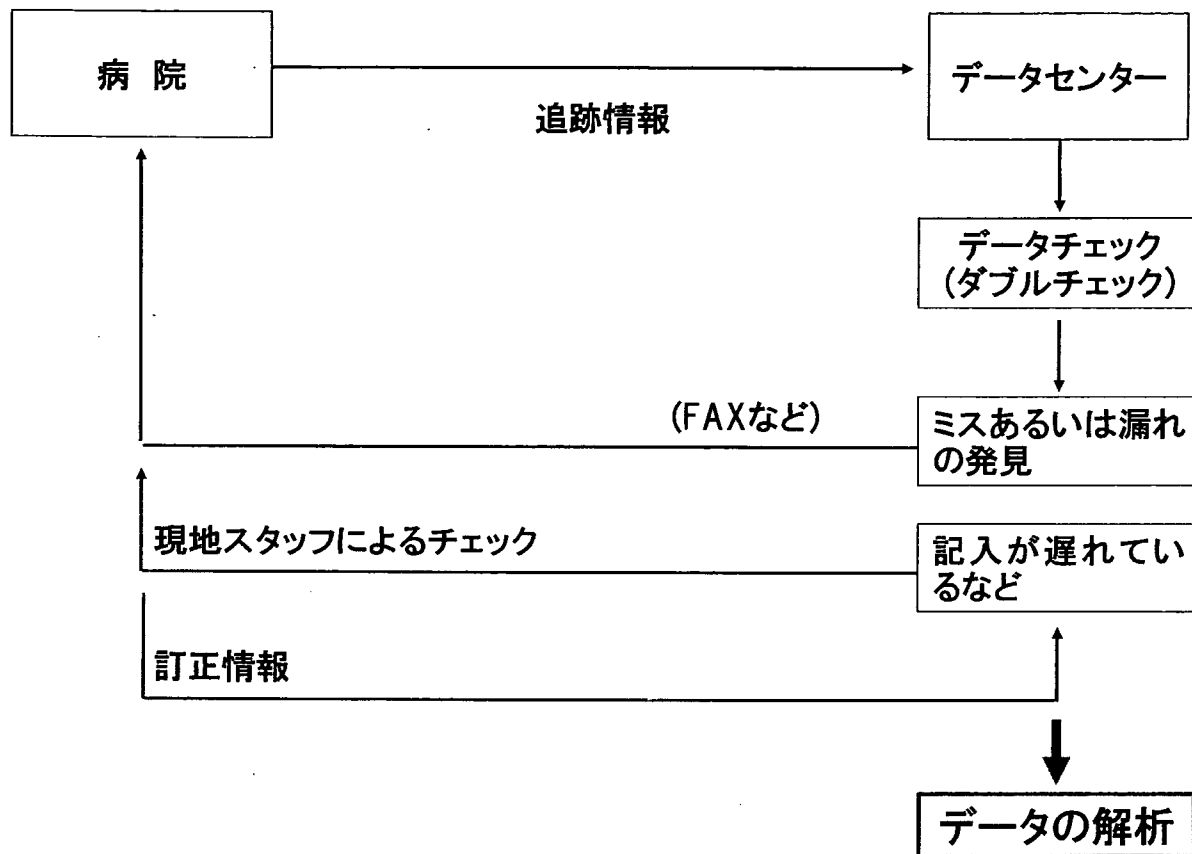 病 院
データセンター
追跡情報
データチェック
(ダブルチェック)
(FAXなど)
ミスあるいは漏れ
の発見
現地スタッフによるチェック
記入が遅れてい
るなど
訂正情報
データの解析